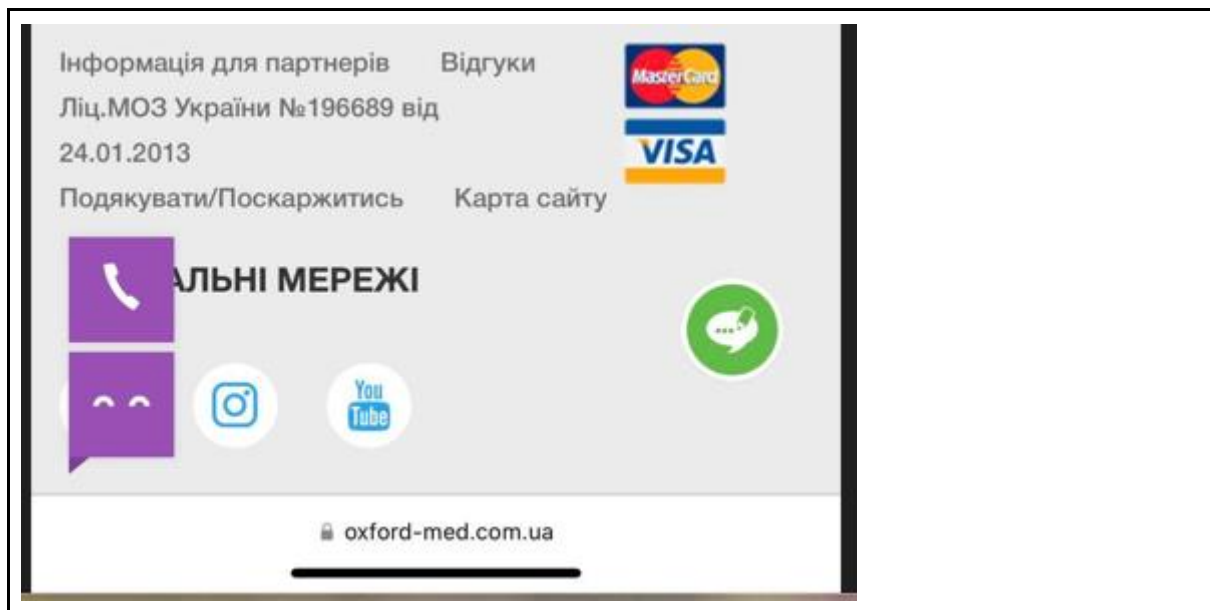 Інформація для партнерів Відгуки
MasterCard
Ліц.МОЗ України №196689 від
24.01.2013
VISA
Подякувати/Поскаржитись Карта сайту
АЛЬНІ МЕРЕЖІ
You
Tube
oxford-med.com.ua